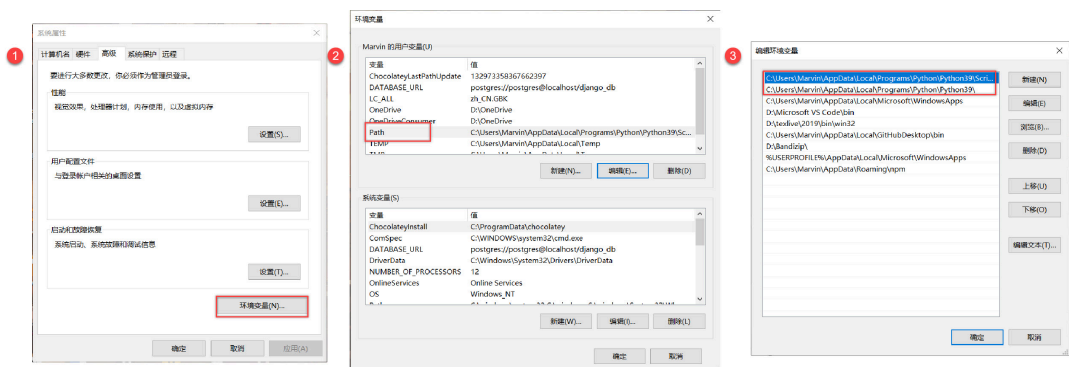 1
系统属性
计算机名 硬件 高级 系统保护 远程
要进行大多数更改，你必须作为管理员登录。
性能
视觉效果，处理器计划，内存使用，以及虚拟内存
设置(S)...
用户配置文件
与登录帐户相关的桌面设置
设置(E)...
启动和故障恢复
系统启动、系统故障和调试信息
设置(T)...
环境变量(N)...
确定 取消 应用(A)
2
环境变量
Marvin 的用户变量(U)
变量 值
ChocolateyLastPathUpdate 132973358367662397
DATABASE_URL postgres://postgres@localhost/django_db
LC_ALL zh_CN.GBK
OneDrive D:\OneDrive
OneDriveConsumer D:\OneDrive
Path C:\Users\Marvin\AppData\Local\Programs\Python\Python39\Sc...
TEMP C:\Users\Marvin\AppData\Local\Temp
新建(N)... 编辑(E)... 删除(D)
系统变量(S)
变量 值
ChocolateyInstall C:\ProgramData\chocolatey
ComSpec C:\WINDOWS\system32\cmd.exe
DATABASE_URL postgres://postgres@localhost/django_db
DriverData C:\Windows\System32\Drivers\DriverData
NUMBER_OF_PROCESSORS 12
OnlineServices Online Services
OS Windows_NT
新建(W)... 编辑(I)... 删除(L)
确定 取消
3
编辑环境变量
C:\Users\Marvin\AppData\Local\Programs\Python\Python39\Scri...
C:\Users\Marvin\AppData\Local\Programs\Python\Python39\
C:\Users\Marvin\AppData\Local\Microsoft\WindowsApps
D:\Microsoft VS Code\bin
D:\texlive\2019\bin\win32
C:\Users\Marvin\AppData\Local\GitHubDesktop\bin
D:\Bandizip\
%USERPROFILE%\AppData\Local\Microsoft\WindowsApps
C:\Users\Marvin\AppData\Roaming\npm
新建(N)
编辑(E)
浏览(B)...
删除(D)
上移(U)
下移(O)
编辑文本(T)...
确定 取消